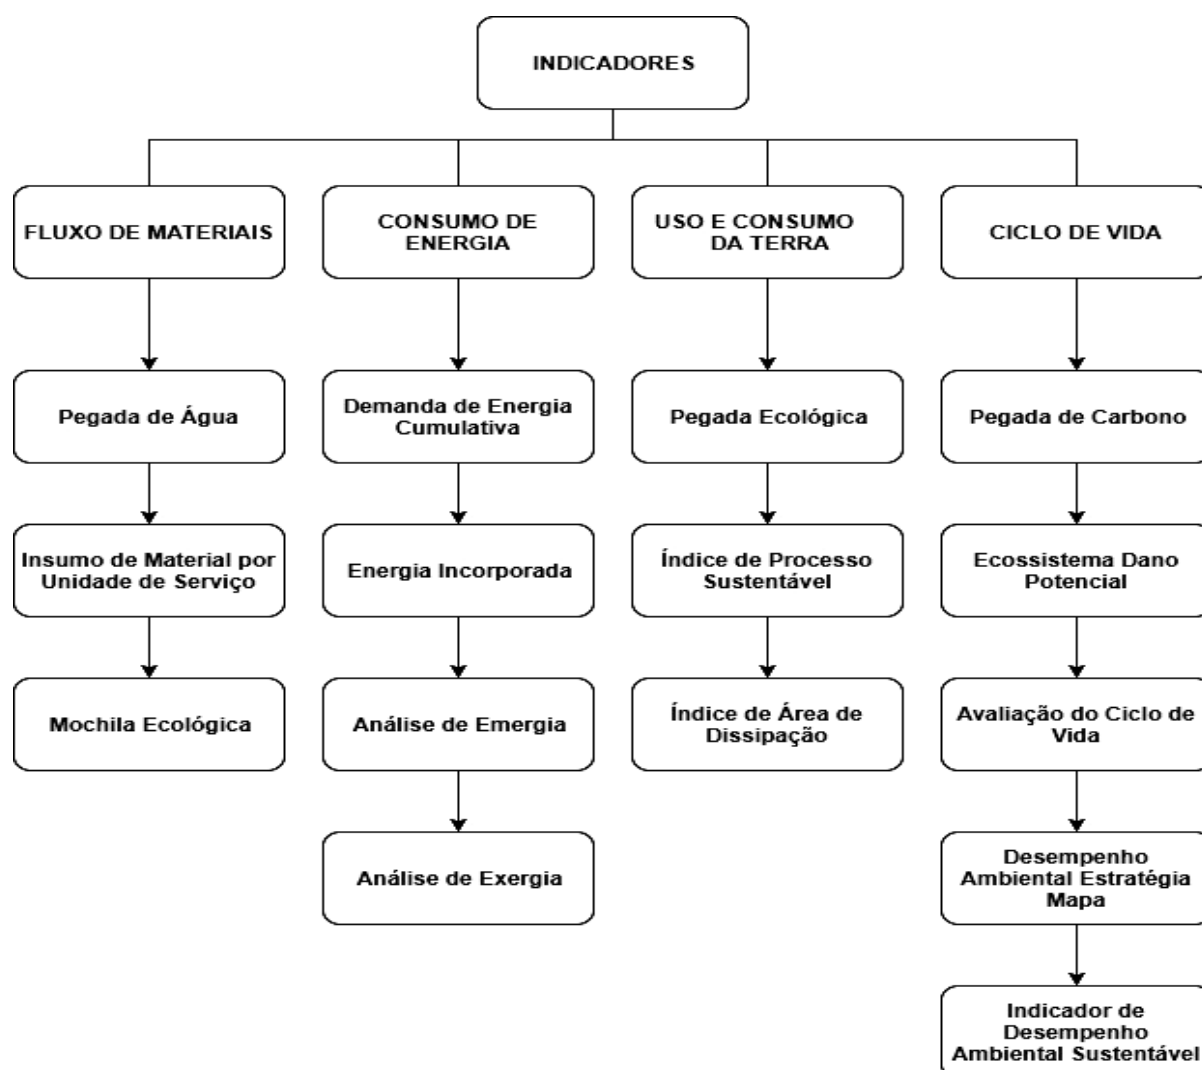 INDICADORES
FLUXO DE MATERIAIS
CONSUMO DE
ENERGIA
USO E CONSUMO
DA TERRA
CICLO DE VIDA
Pegada de Água
Demanda de Energia
Cumulativa
Pegada Ecológica
Pegada de Carbono
Insumo de Material por
Unidade de Serviço
Energia Incorporada
Índice de Processo
Sustentável
Ecossistema Dano
Potencial
Mochila Ecológica
Análise de Emergia
Índice de Área de
Dissipação
Avaliação do Ciclo de
Vida
Análise de Exergia
Desempenho
Ambiental Estratégia
Mapa
Indicador de
Desempenho
Ambiental Sustentável